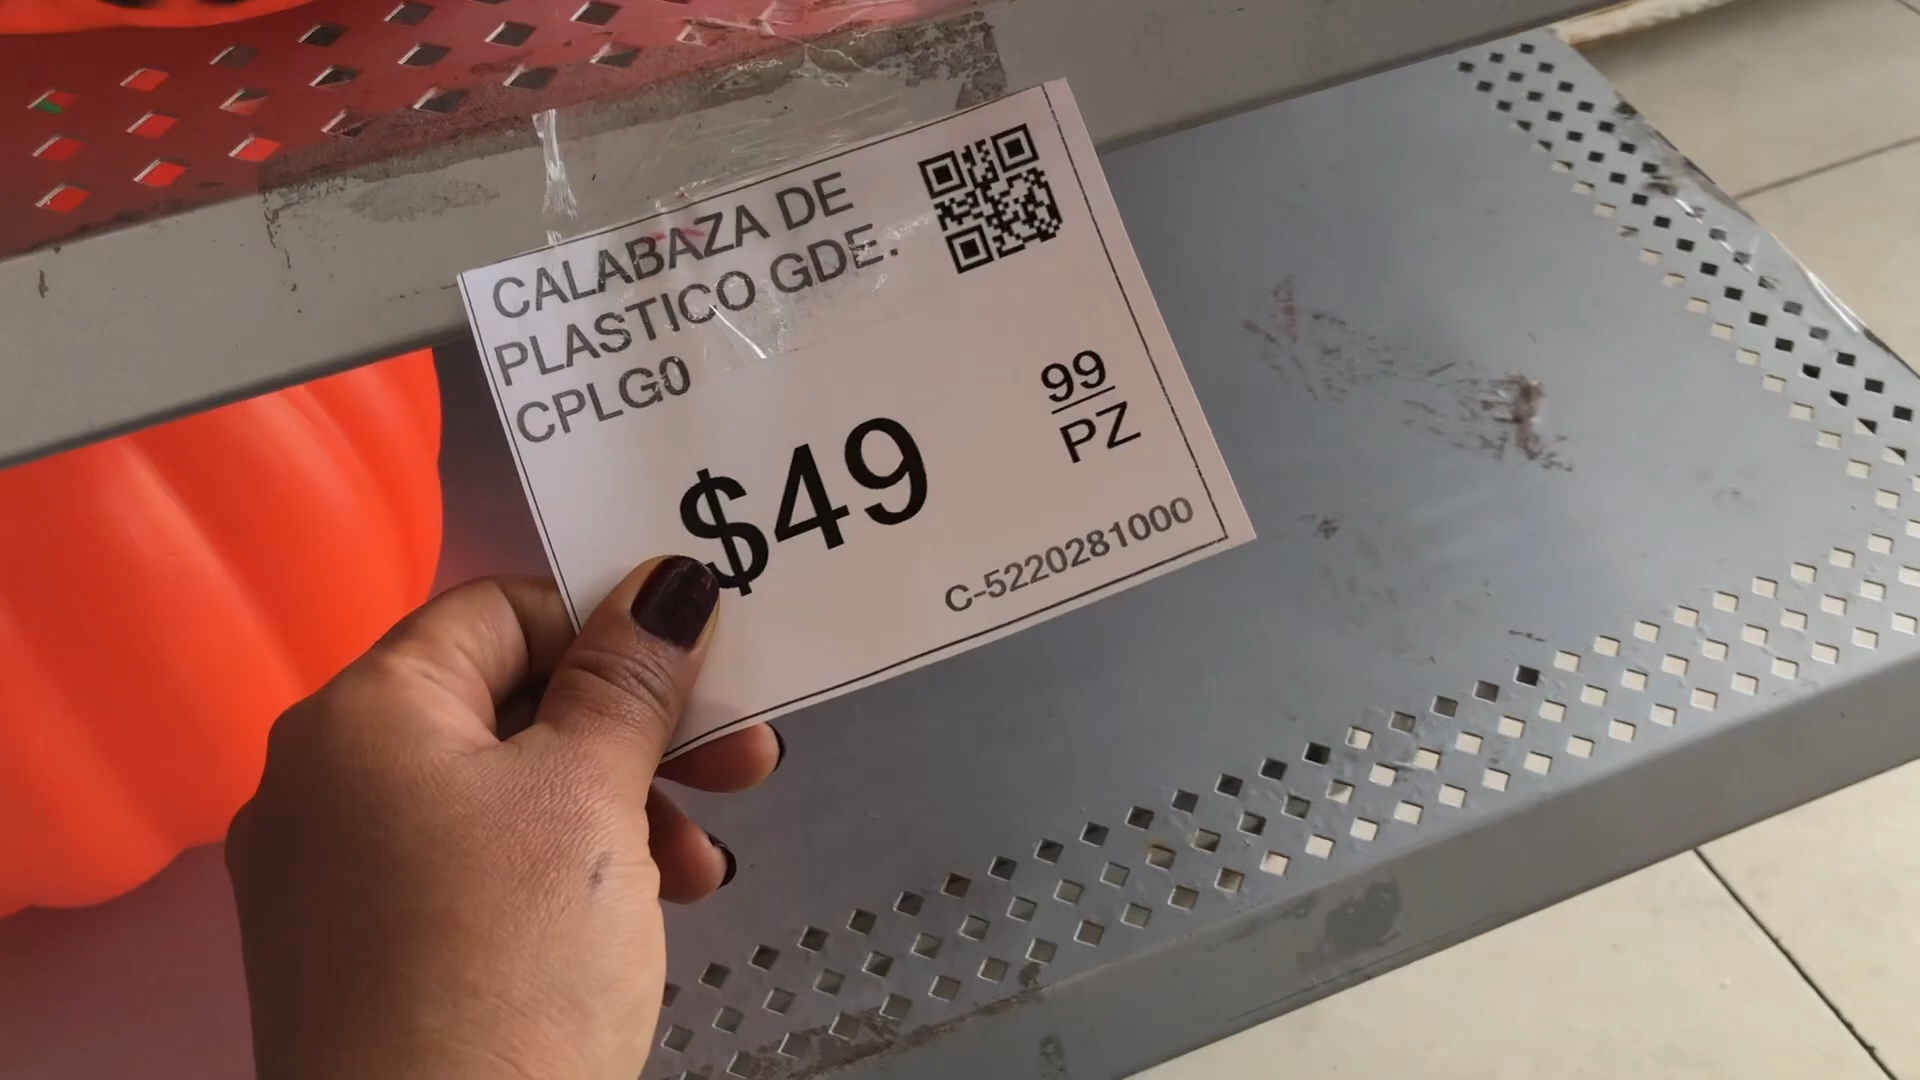 CALABAZA DE
PLASTICO GDE.
CPLG0
$49
99
PZ
C-5220281000